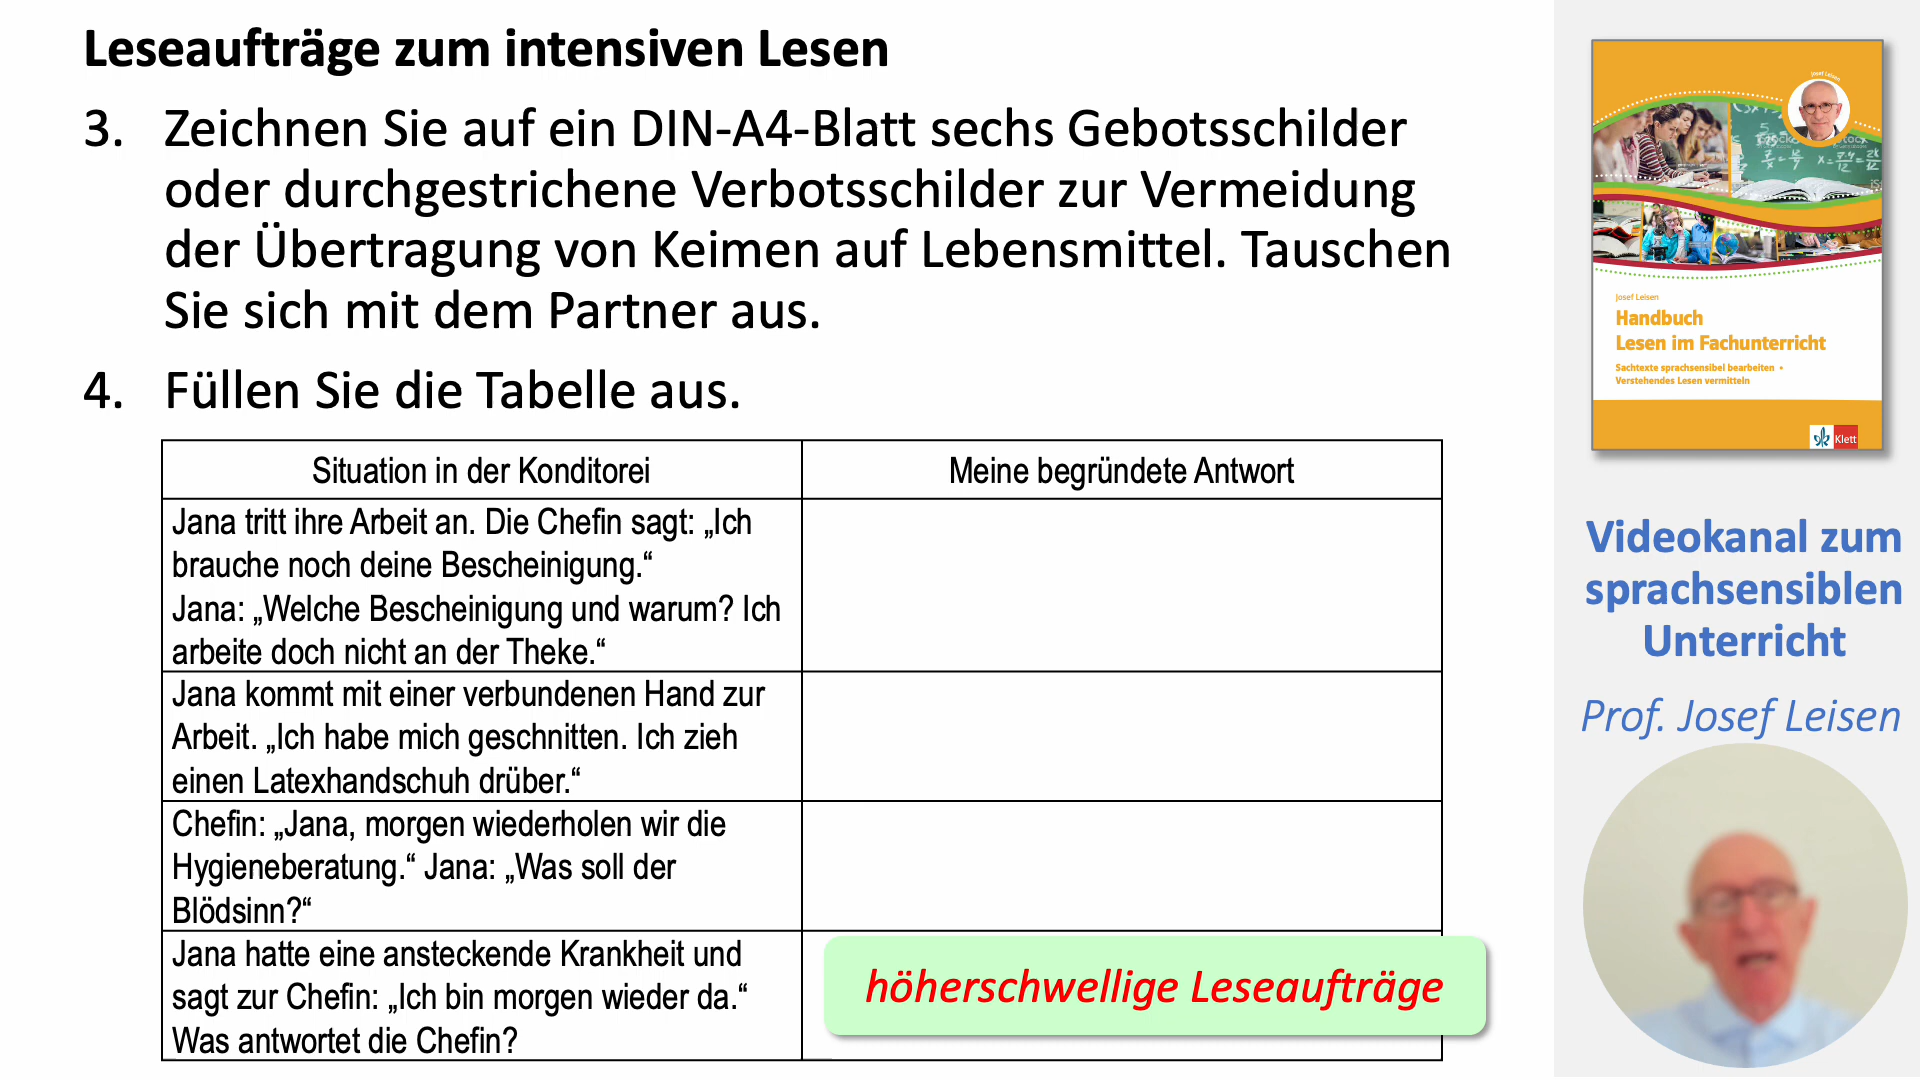 Leseaufträge zum intensiven Lesen
3. Zeichnen Sie auf ein DIN-A4-Blatt sechs Gebotsschilder
oder durchgestrichene Verbotsschilder zur Vermeidung
der Übertragung von Keimen auf Lebensmittel. Tauschen
Sie sich mit dem Partner aus.
4. Füllen Sie die Tabelle aus.
Situation in der Konditorei
Meine begründete Antwort
Jana tritt ihre Arbeit an. Die Chefin sagt: „Ich
brauche noch deine Bescheinigung.“
Jana: „Welche Bescheinigung und warum? Ich
arbeite doch nicht an der Theke.“
Jana kommt mit einer verbundenen Hand zur
Arbeit. „Ich habe mich geschnitten. Ich zieh
einen Latexhandschuh drüber.“
Chefin: „Jana, morgen wiederholen wir die
Hygieneberatung.“ Jana: „Was soll der
Blödsinn?“
Jana hatte eine ansteckende Krankheit und
sagt zur Chefin: „Ich bin morgen wieder da.“
Was antwortet die Chefin?
höherschwellige Leseaufträge
Josef Leisen
Josef Leisen
Handbuch
Lesen im Fachunterricht
Sachtexte sprachsensibel bearbeiten •
Verstehendes Lesen vermitteln
Klett
Videokanal zum
sprachsensiblen
Unterricht
Prof. Josef Leisen